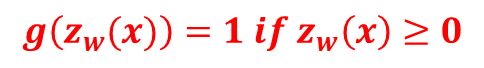 g(z_w(x)) = 1 if z_w(x) ≥ 0